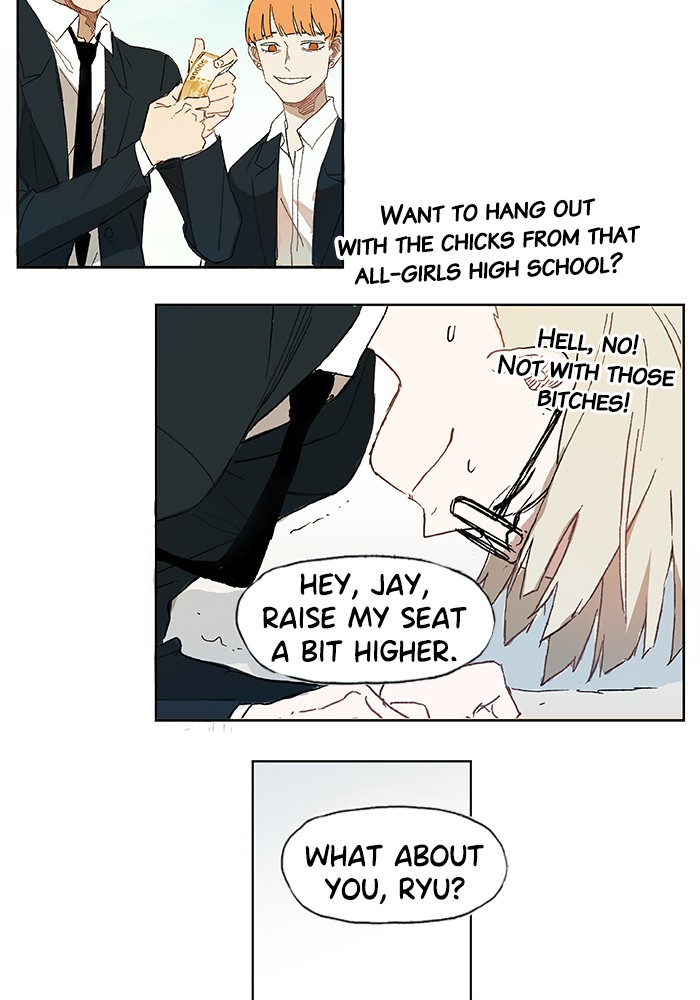 50000
WANT TO HANG OUT
WITH THE CHICKS FROM THAT
ALL-GIRLS HIGH SCHOOL?
HELL, NO!
NOT WITH THOSE
BITCHES!
HEY, JAY,
RAISE MY SEAT
A BIT HIGHER.
WHAT ABOUT
YOU, RYU?